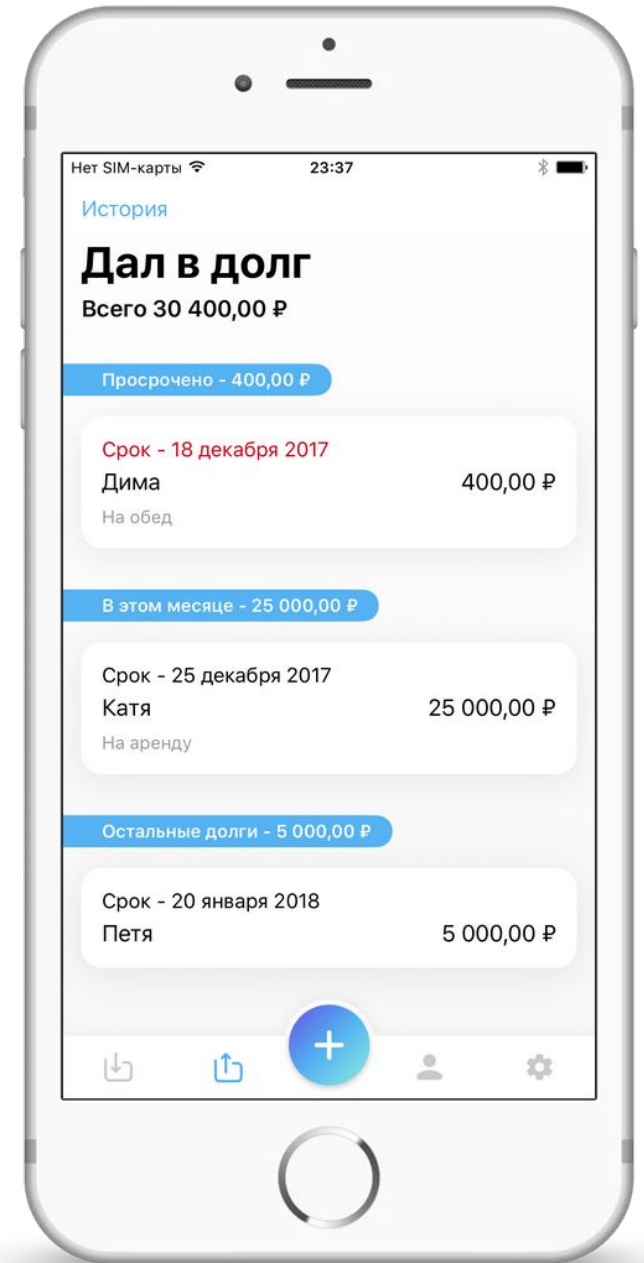 Нет SIM-карты 23:37
История
Дал в долг
Всего 30 400,00 ₽
Просрочено - 400,00 ₽
Срок - 18 декабря 2017
Дима 400,00 ₽
На обед
В этом месяце - 25 000,00 ₽
Срок - 25 декабря 2017
Катя 25 000,00 ₽
На аренду
Остальные долги - 5 000,00 ₽
Срок - 20 января 2018
Петя 5 000,00 ₽